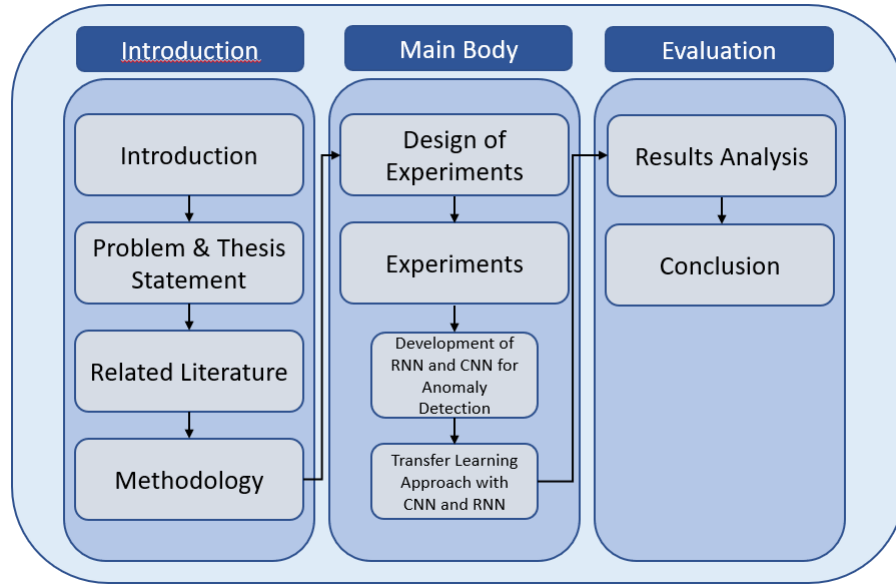 Introduction
Main Body
Evaluation
Introduction
Problem & Thesis
Statement
Related Literature
Methodology
Design of
Experiments
Experiments
Development of
RNN and CNN for
Anomaly
Detection
Transfer Learning
Approach with
CNN and RNN
Results Analysis
Conclusion